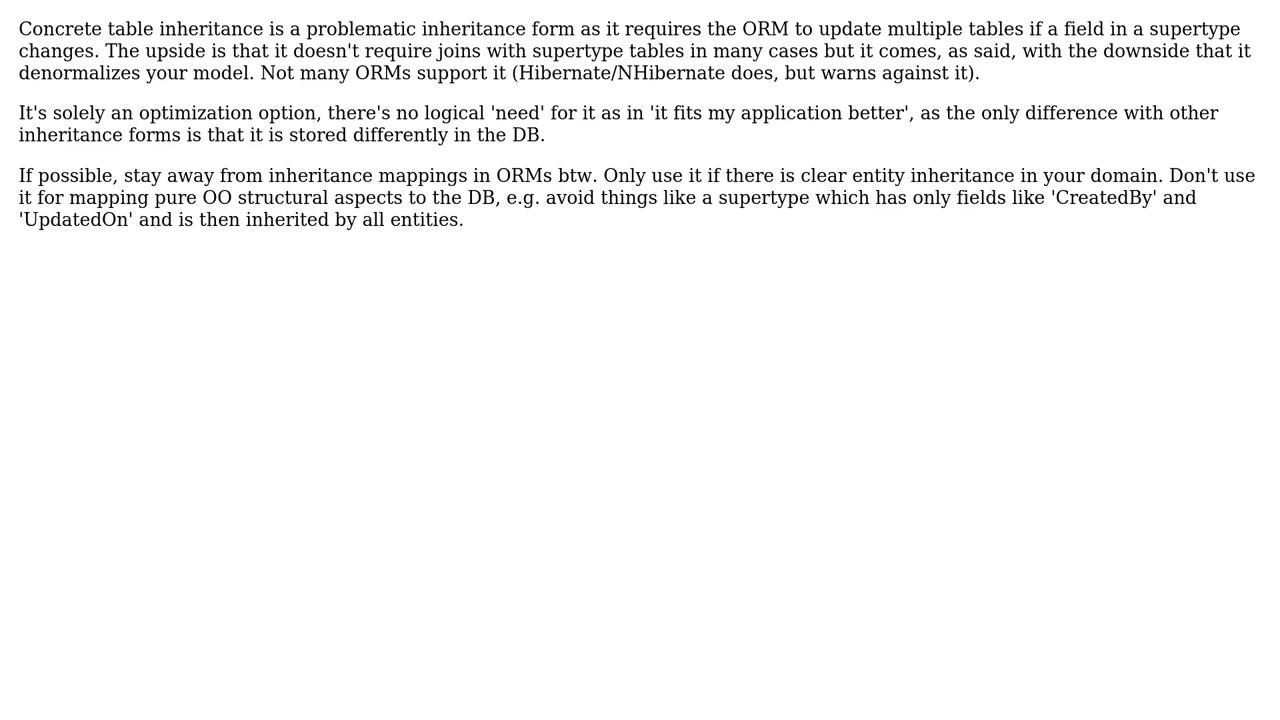 Concrete table inheritance is a problematic inheritance form as it requires the ORM to update multiple tables if a field in a supertype
changes. The upside is that it doesn't require joins with supertype tables in many cases but it comes, as said, with the downside that it
denormalizes your model. Not many ORMs support it (Hibernate/NHibernate does, but warns against it).
It's solely an optimization option, there's no logical 'need' for it as in 'it fits my application better', as the only difference with other
inheritance forms is that it is stored differently in the DB.
If possible, stay away from inheritance mappings in ORMs btw. Only use it if there is clear entity inheritance in your domain. Don't use
it for mapping pure OO structural aspects to the DB, e.g. avoid things like a supertype which has only fields like 'CreatedBy' and
'UpdatedOn' and is then inherited by all entities.